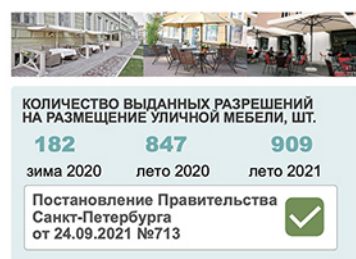 КОЛИЧЕСТВО ВЫДАННЫХ РАЗРЕШЕНИЙ
НА РАЗМЕЩЕНИЕ УЛИЧНОЙ МЕБЕЛИ, ШТ.
182 847 909
зима 2020 лето 2020 лето 2021
Постановление Правительства
Санкт-Петербурга
от 24.09.2021 №713